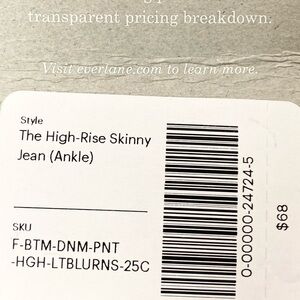 transparent pricing breakdown.
Visit everlane.com to learn more.
Style
The High-Rise Skinny
Jean (Ankle)
SKU
F-BTM-DNM-PNT
-HGH-LTBLURNS-25C
0-00000-24724-5
$68